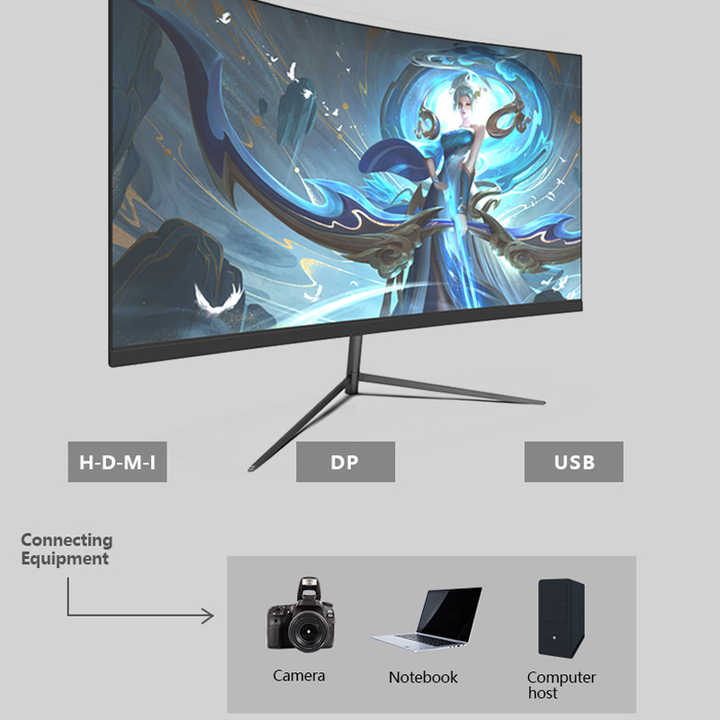 H-D-M-I
DP
USB
Connecting
Equipment
Camera
Notebook
Computer
host